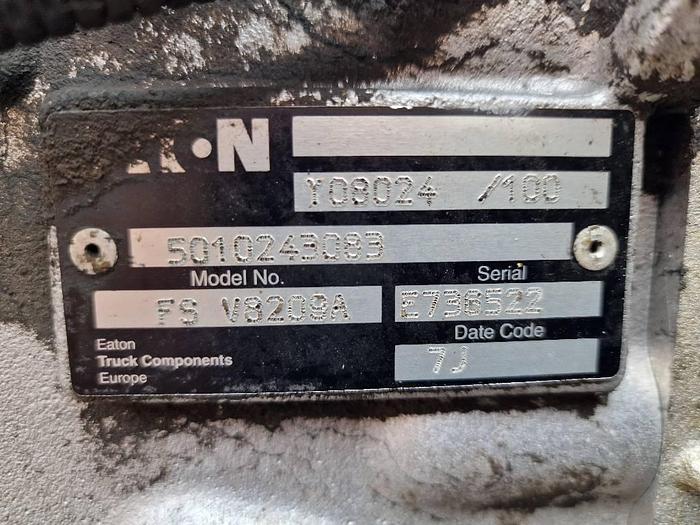 E·N
Y08024 /100
5010243083
Model No. Serial
FS V8209A E736522
Date Code
Eaton
Truck Components
Europe
7J